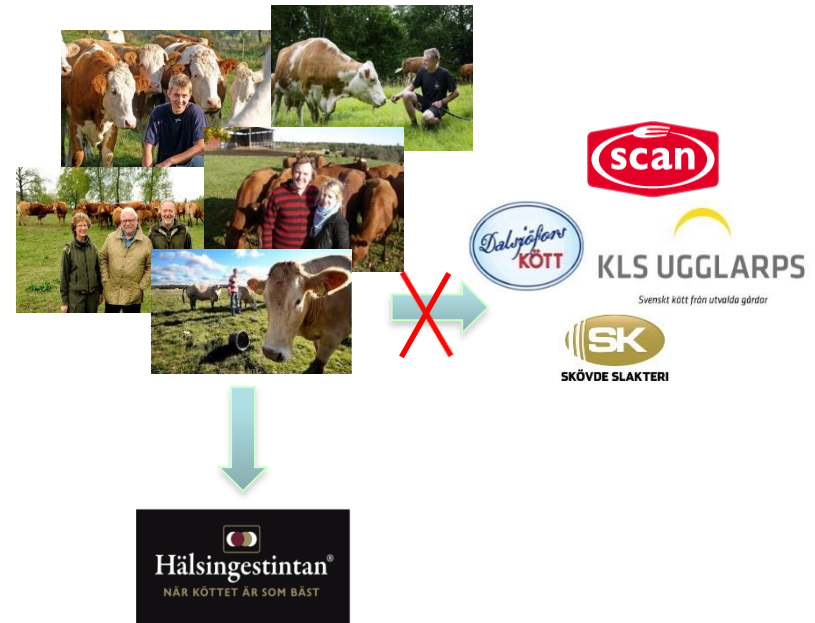 scan
Dalsjöfors
KÖTT
KLS UGGLARPS
Svenskt kött från utvalda gårdar
SK
SKÖVDE SLAKTERI
Hälsingestintan®
NÄR KÖTTET ÄR SOM BÄST